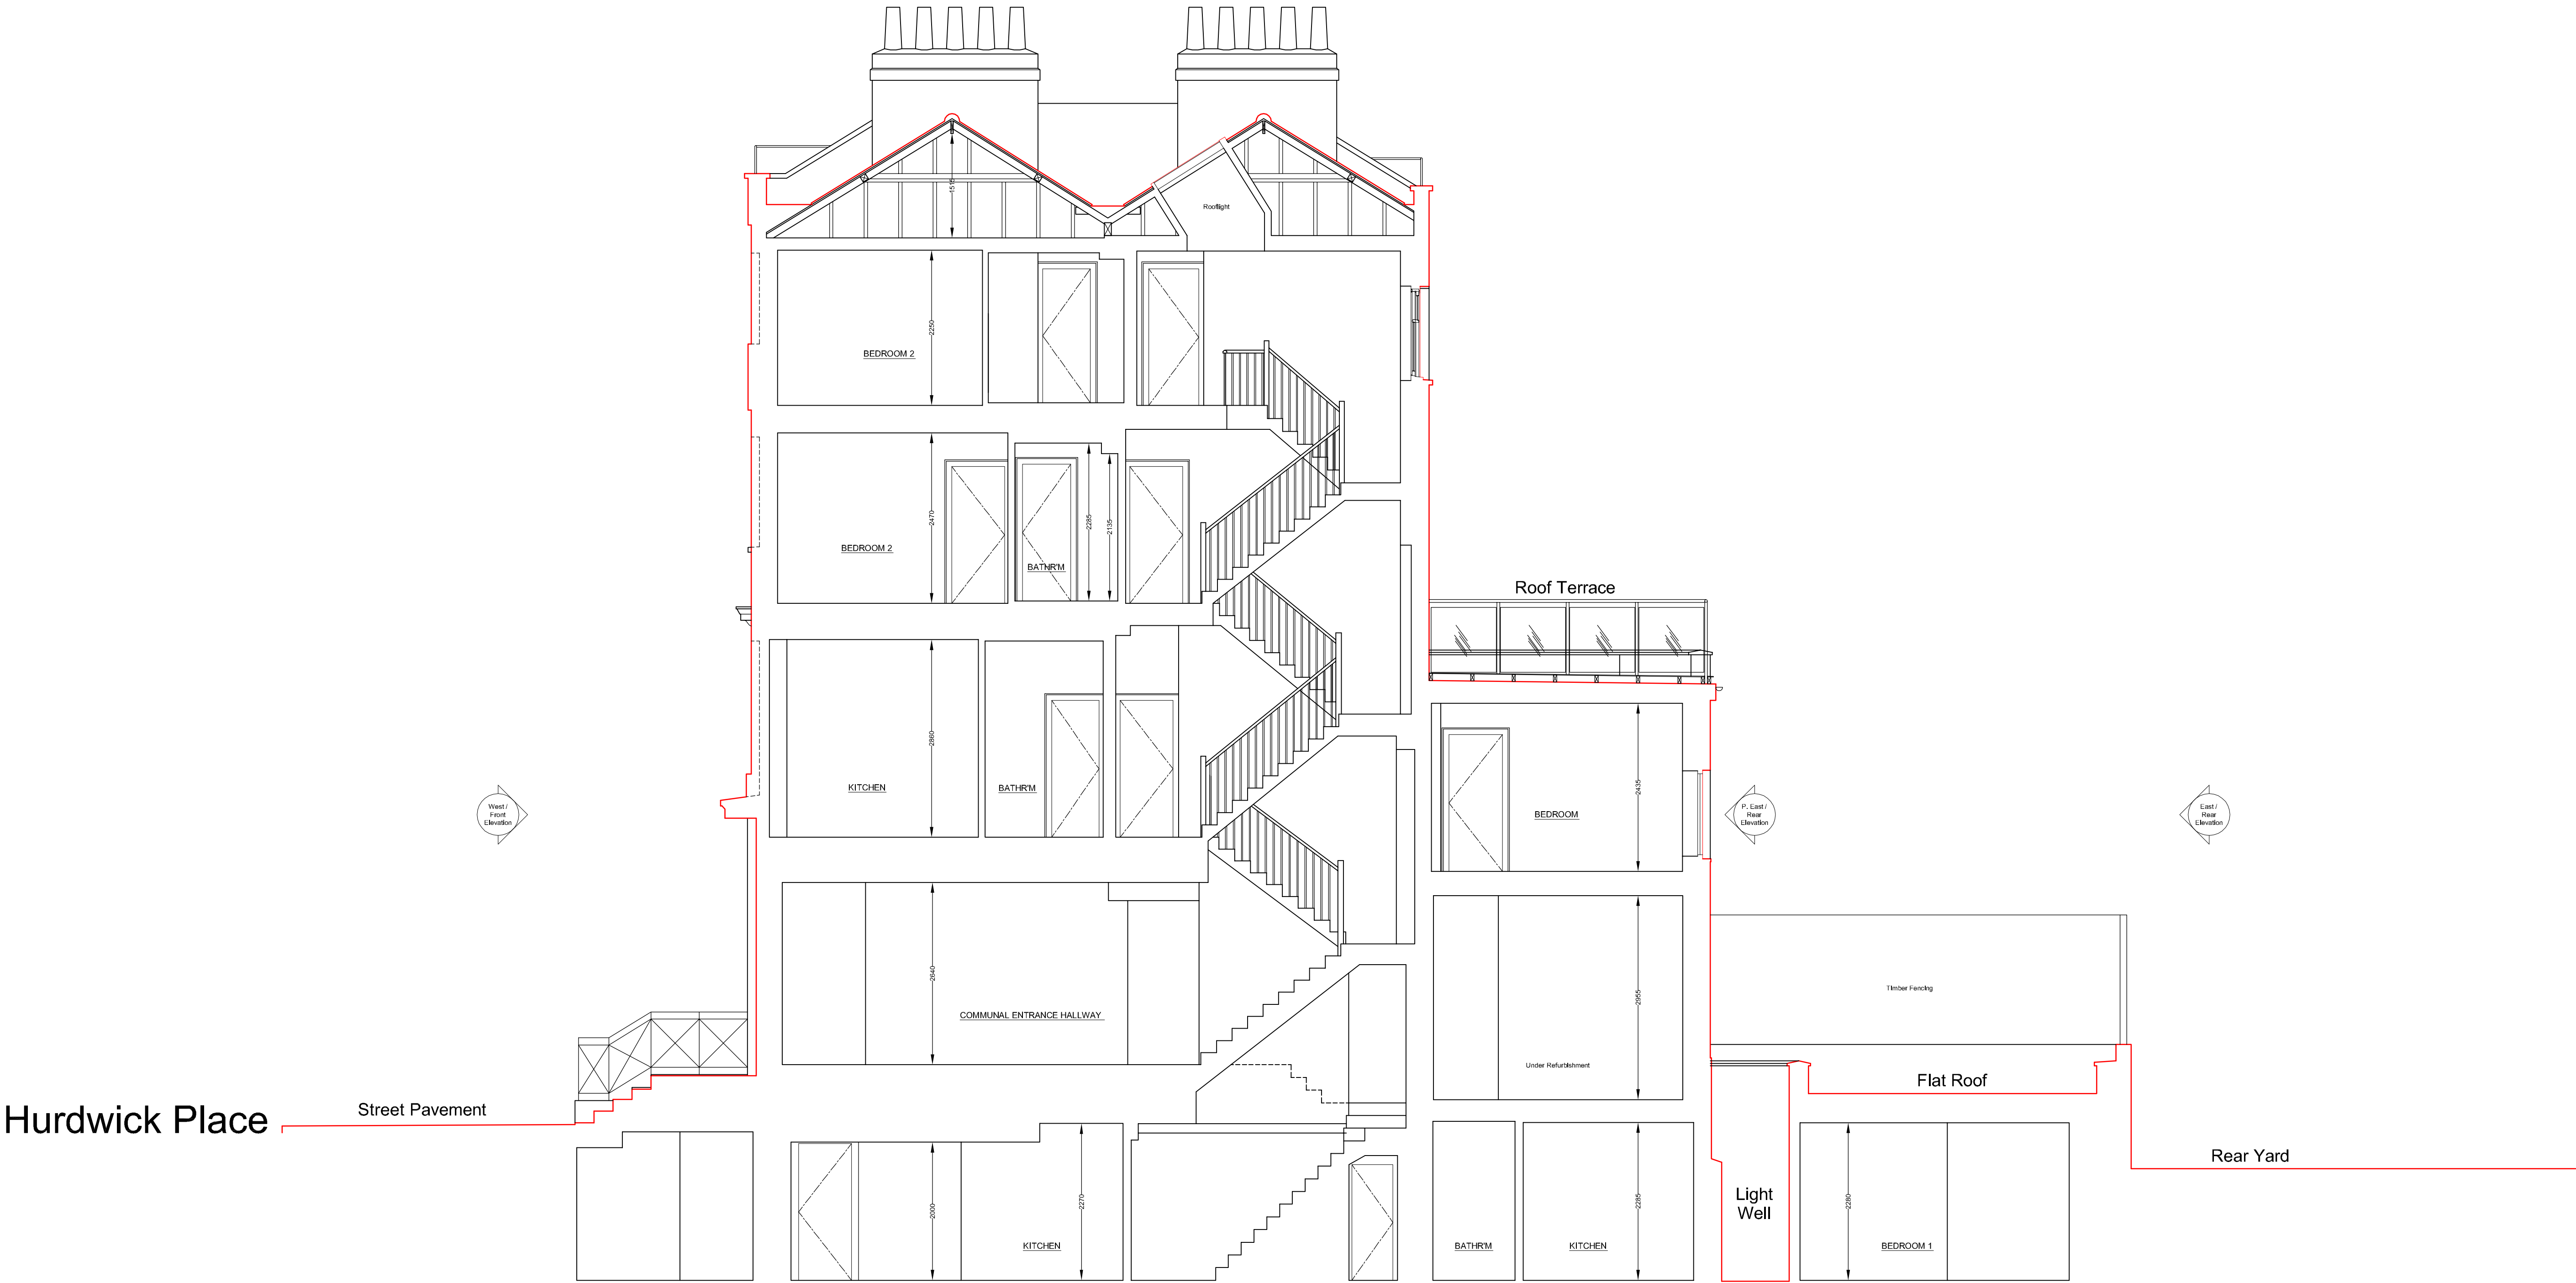 1515
Rooflight
2250
BEDROOM 2
2470
2285
2135
BEDROOM 2
BATHR'M
Roof Terrace
2860
2435
KITCHEN
BATHR'M
BEDROOM
West /
Front
Elevation
P. East /
Rear
Elevation
East /
Rear
Elevation
2640
2955
Timber Fencing
COMMUNAL ENTRANCE HALLWAY
Under Refurbishment
Flat Roof
Hurdwick Place
Street Pavement
Rear Yard
2000
2270
2285
Light
Well
2280
KITCHEN
BATHR'M
KITCHEN
BEDROOM 1